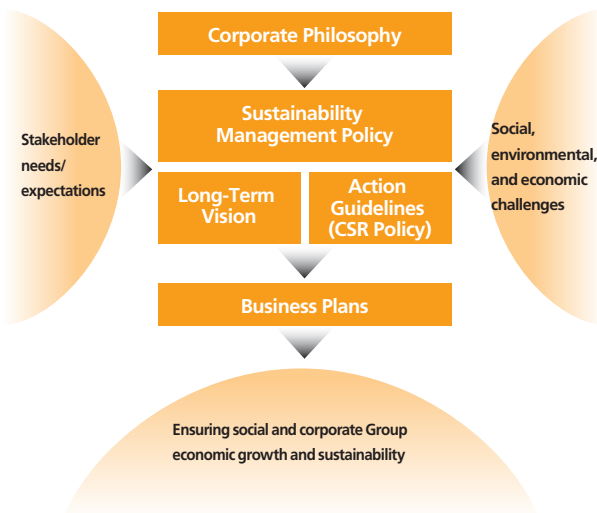 Corporate Philosophy
Sustainability
Management Policy
Stakeholder
needs/
expectations
Social,
environmental,
and economic
challenges
Long-Term
Vision
Action
Guidelines
(CSR Policy)
Business Plans
Ensuring social and corporate Group
economic growth and sustainability